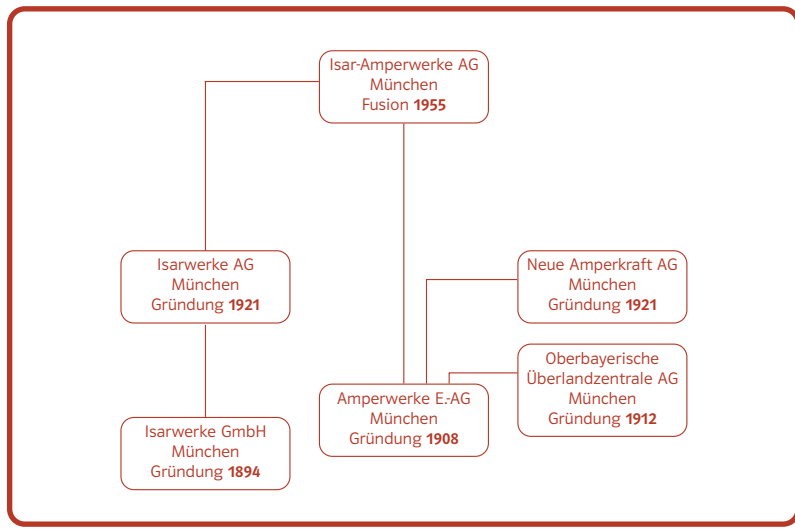 Isar-Amperwerke AG
München
Fusion 1955
Isarwerke AG
München
Gründung 1921
Neue Amperkraft AG
München
Gründung 1921
Oberbayerische
Überlandzentrale AG
München
Gründung 1912
Amperwerke E.-AG
München
Gründung 1908
Isarwerke GmbH
München
Gründung 1894